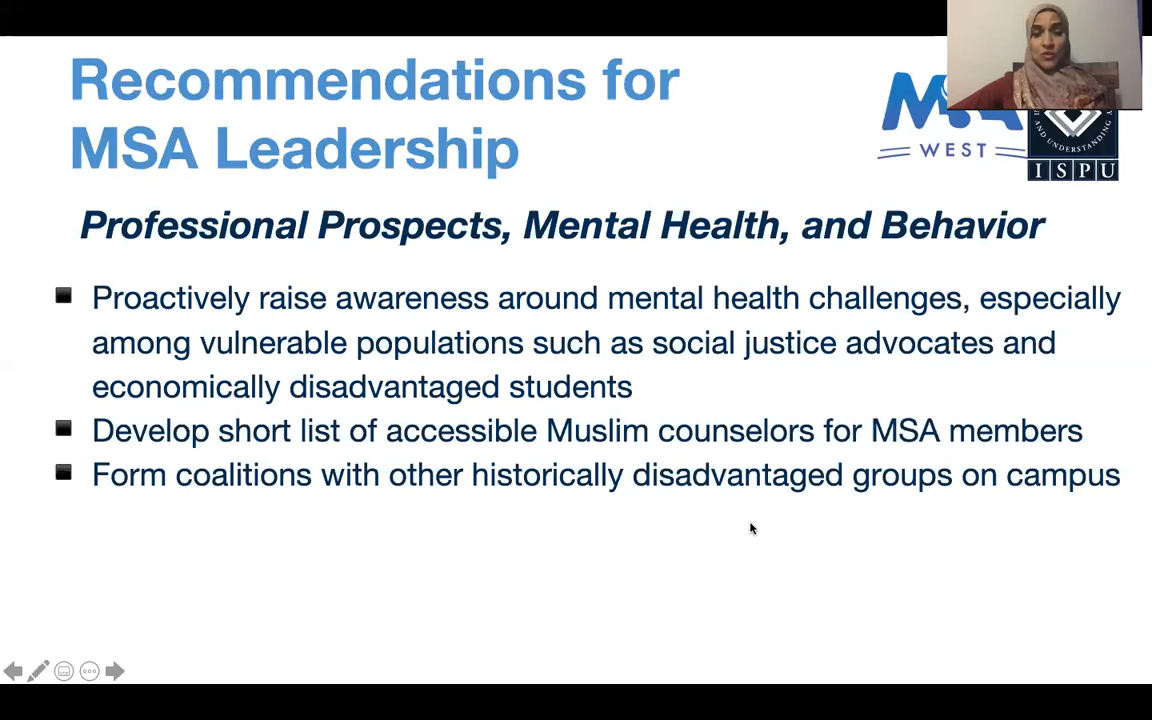 Recommendations for
MSA Leadership
WEST
AND UNDERSTANDING
ISPU
Professional Prospects, Mental Health, and Behavior
Proactively raise awareness around mental health challenges, especially
among vulnerable populations such as social justice advocates and
economically disadvantaged students
Develop short list of accessible Muslim counselors for MSA members
Form coalitions with other historically disadvantaged groups on campus